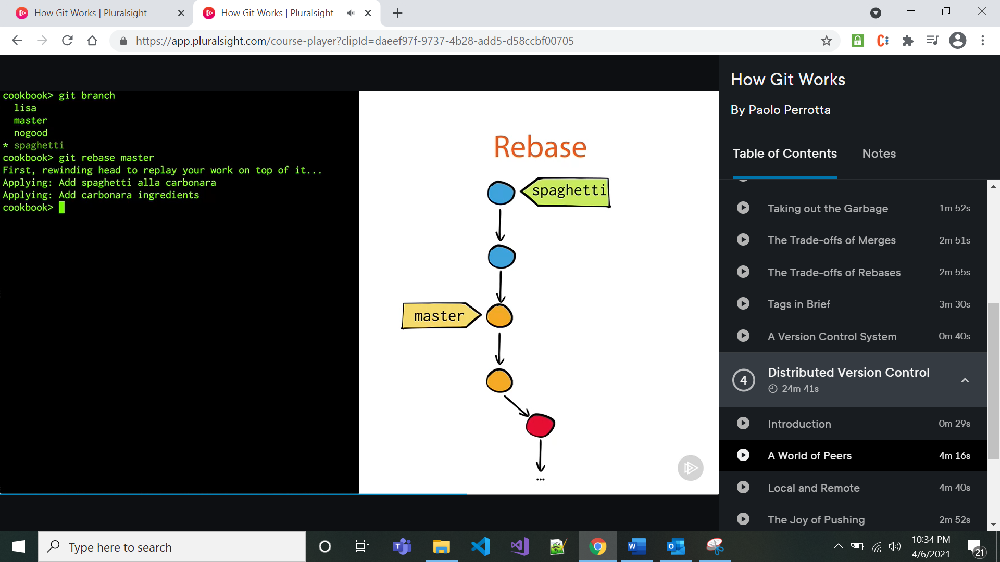 How Git Works | Pluralsight
How Git Works | Pluralsight
https://app.pluralsight.com/course-player?clipId=daeef97f-9737-4b28-add5-d58ccbf00705
cookbook> git branch
lisa
master
nogood
* spaghetti
cookbook> git rebase master
First, rewinding head to replay your work on top of it...
Applying: Add spaghetti alla carbonara
Applying: Add carbonara ingredients
cookbook>
Rebase
spaghetti
master
...
How Git Works
By Paolo Perrotta
Table of Contents Notes
Taking out the Garbage 1m 52s
The Trade-offs of Merges 2m 51s
The Trade-offs of Rebases 2m 55s
Tags in Brief 3m 30s
A Version Control System 0m 40s
4 Distributed Version Control
24m 41s
Introduction 0m 29s
A World of Peers 4m 16s
Local and Remote 4m 40s
The Joy of Pushing 2m 52s
Type here to search
10:34 PM
4/6/2021
21